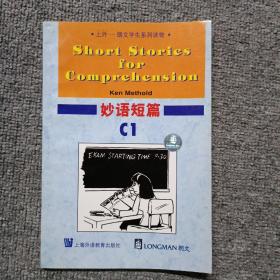 ·上外——朗文学生系列读物·
Short Stories
for
Comprehension
Ken Methold
妙语短篇
C1
EXAM STARTING TIME 9:30
上海外语教育出版社
LONGMAN 朗文